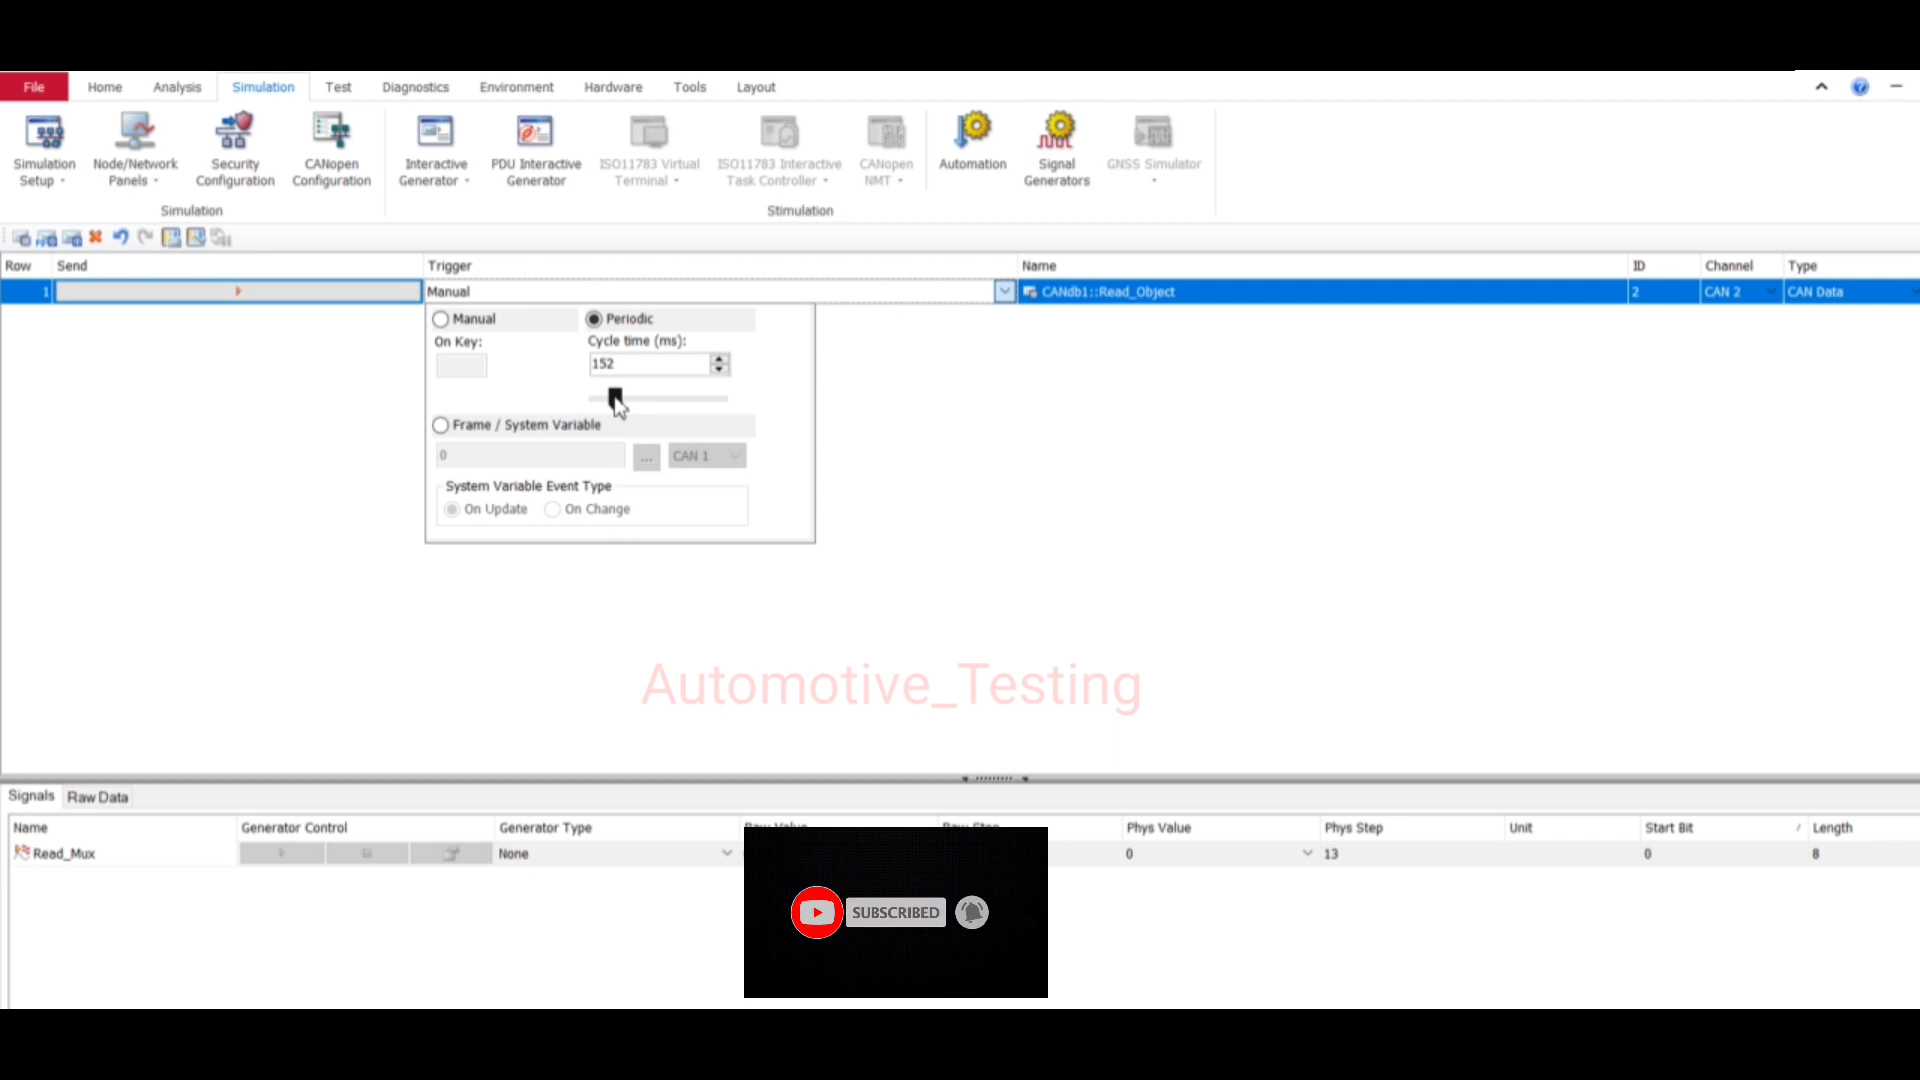 File Home Analysis Simulation Test Diagnostics Environment Hardware Tools Layout
Simulation Setup Node/Network Panels Security Configuration CANopen Configuration Interactive Generator PDU Interactive Generator ISO11783 Virtual Terminal ISO11783 Interactive Task Controller CANopen NMT Automation Signal Generators GNSS Simulator
Simulation Stimulation
Row Send Trigger Name ID Channel Type
1 Manual CANdb1::Read_Object 2 CAN 2 CAN Data
Manual Periodic
On Key: Cycle time (ms):
152
Frame / System Variable
0 ... CAN 1
System Variable Event Type
On Update On Change
Automotive_Testing
Signals Raw Data
Name Generator Control Generator Type Raw Value Raw Step Phys Value Phys Step Unit Start Bit / Length
Read_Mux None 0 13 0 8
SUBSCRIBED